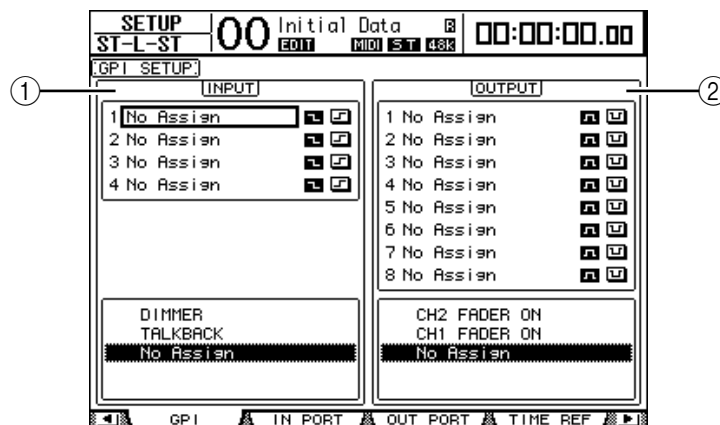 SETUP
ST-L-ST
00
Initial Data
EDIT
MIDI
ST
48K
00:00:00.00
GPI SETUP
1
INPUT
OUTPUT
2
1 No Assign
2 No Assign
3 No Assign
4 No Assign
1 No Assign
2 No Assign
3 No Assign
4 No Assign
5 No Assign
6 No Assign
7 No Assign
8 No Assign
DIMMER
TALKBACK
No Assign
CH2 FADER ON
CH1 FADER ON
No Assign
GPI
IN PORT
OUT PORT
TIME REF